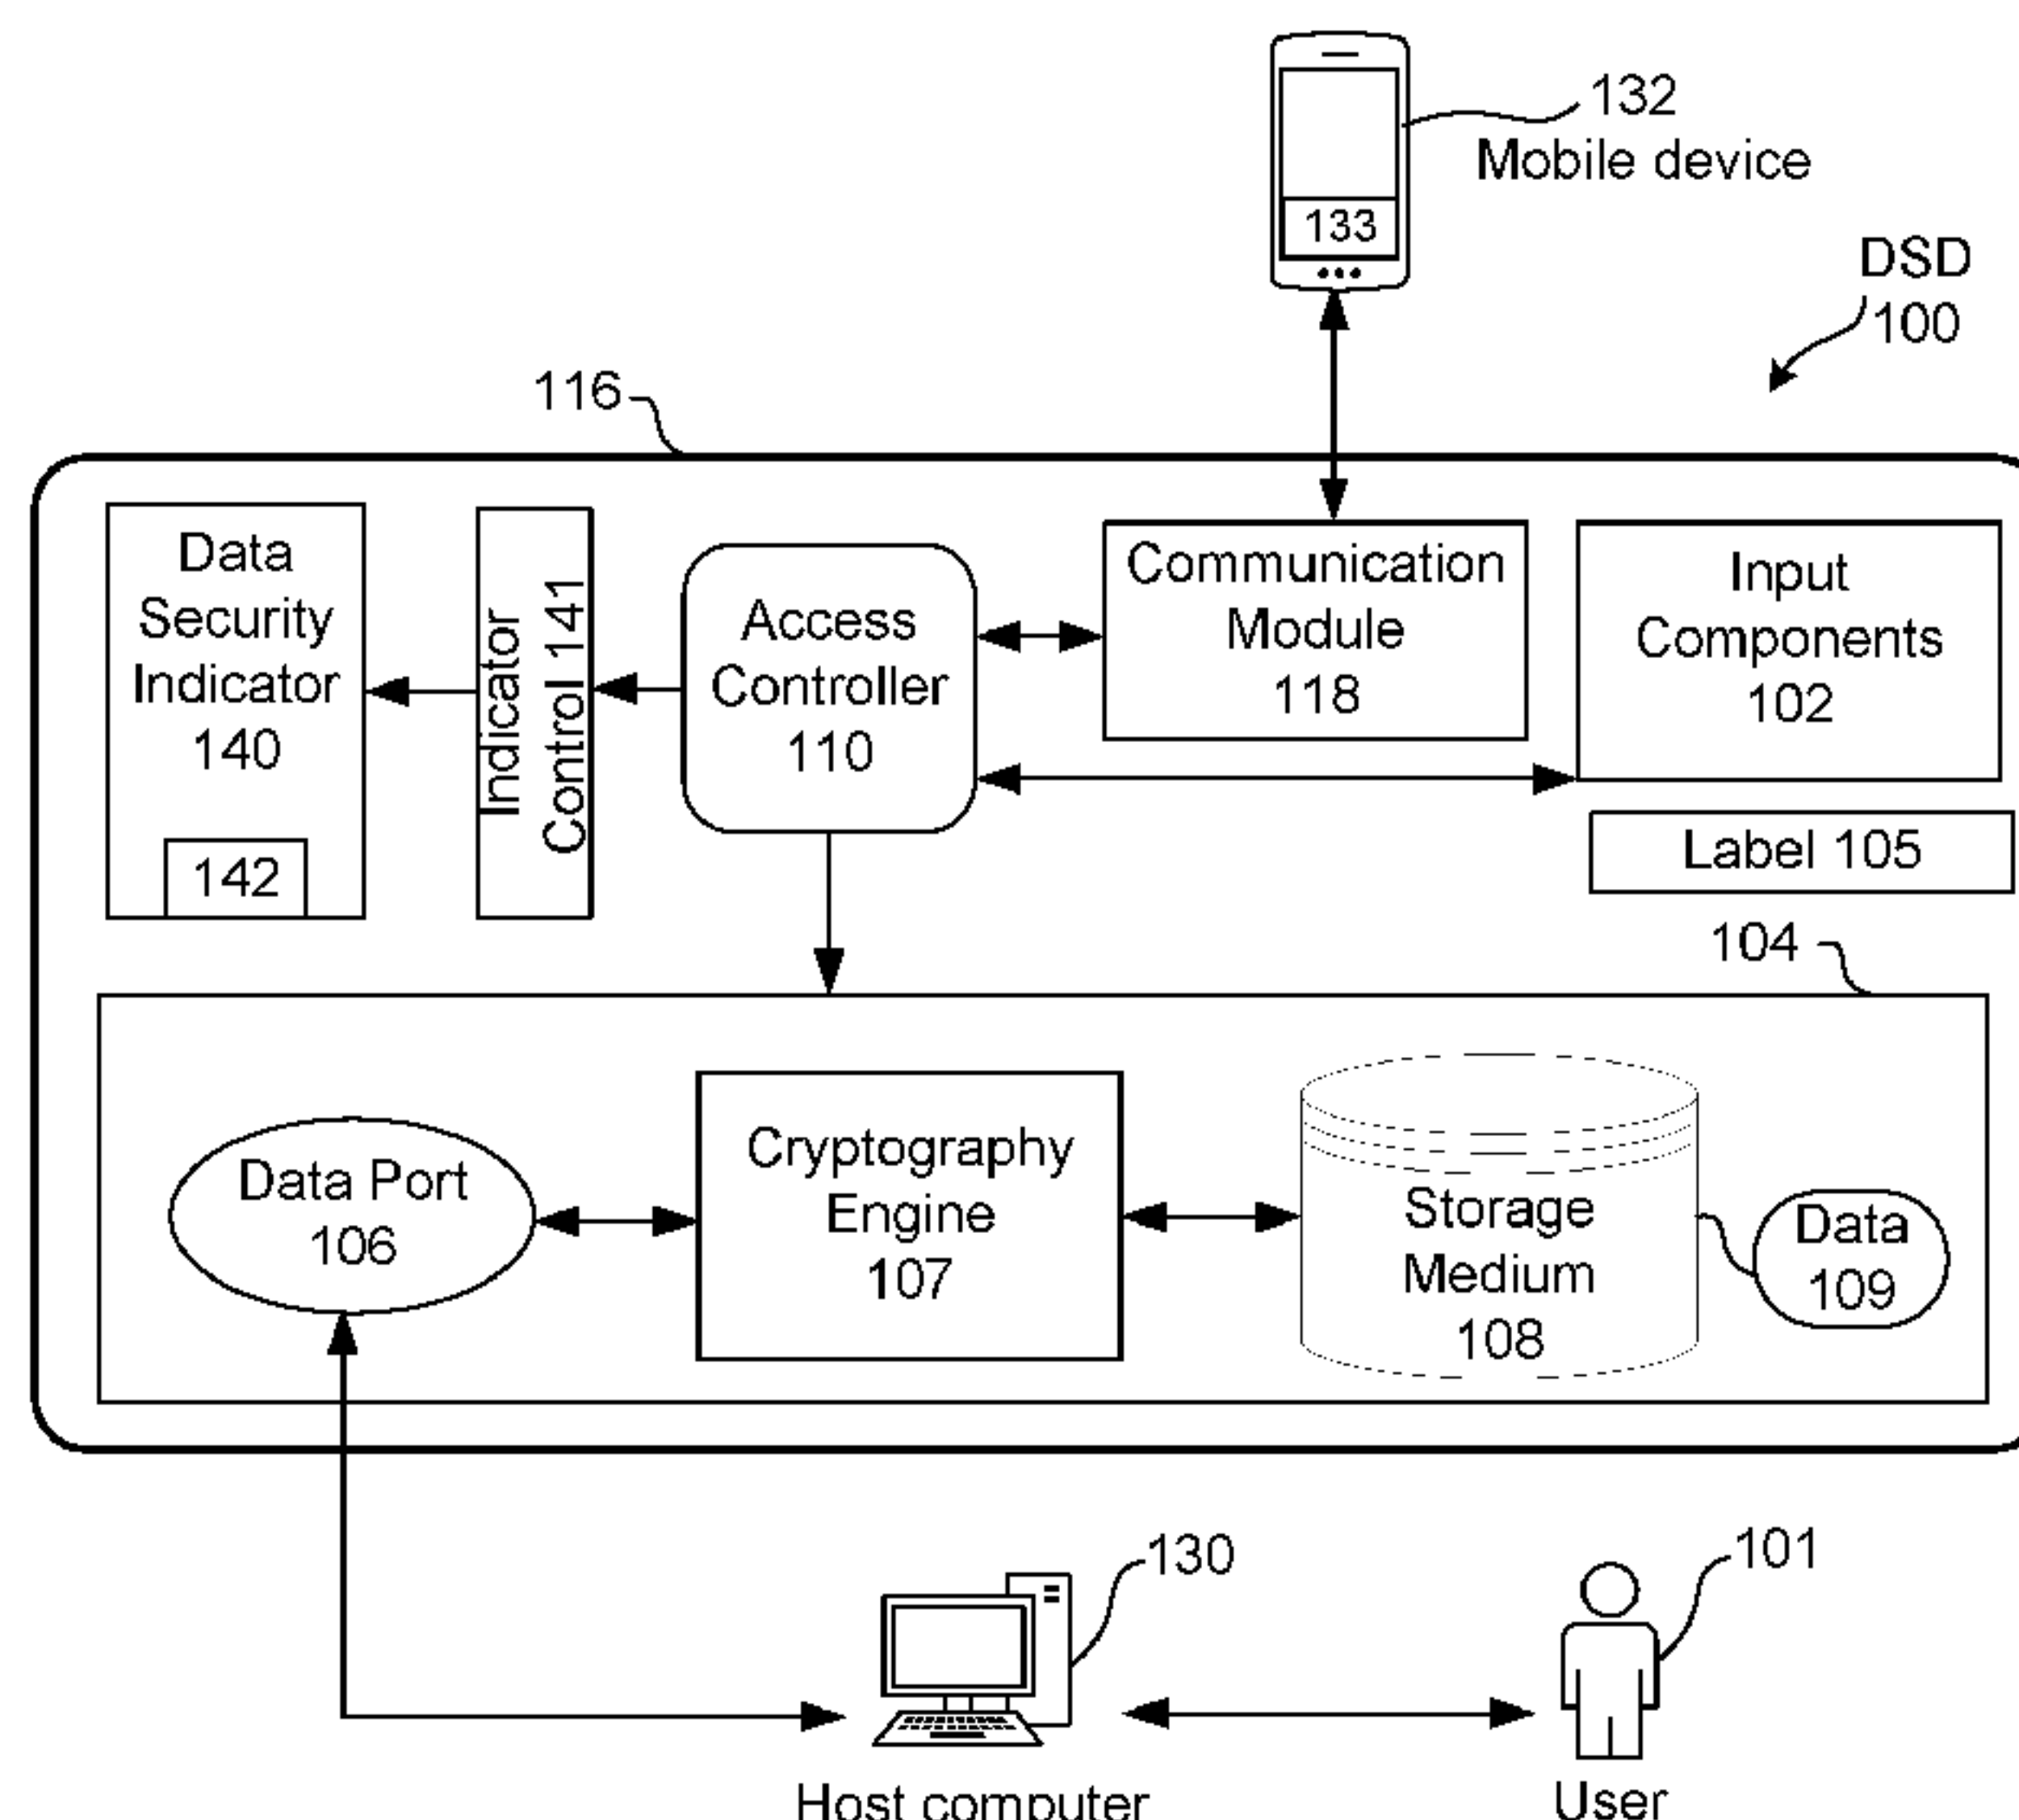 132
Mobile device
133
DSD
100
116
Data
Security
Indicator
140
142
Indicator
Control 141
Access
Controller
110
Communication
Module
118
Input
Components
102
Label 105
104
Data Port
106
Cryptography
Engine
107
Storage
Medium
108
Data
109
130
101
Host computer
User